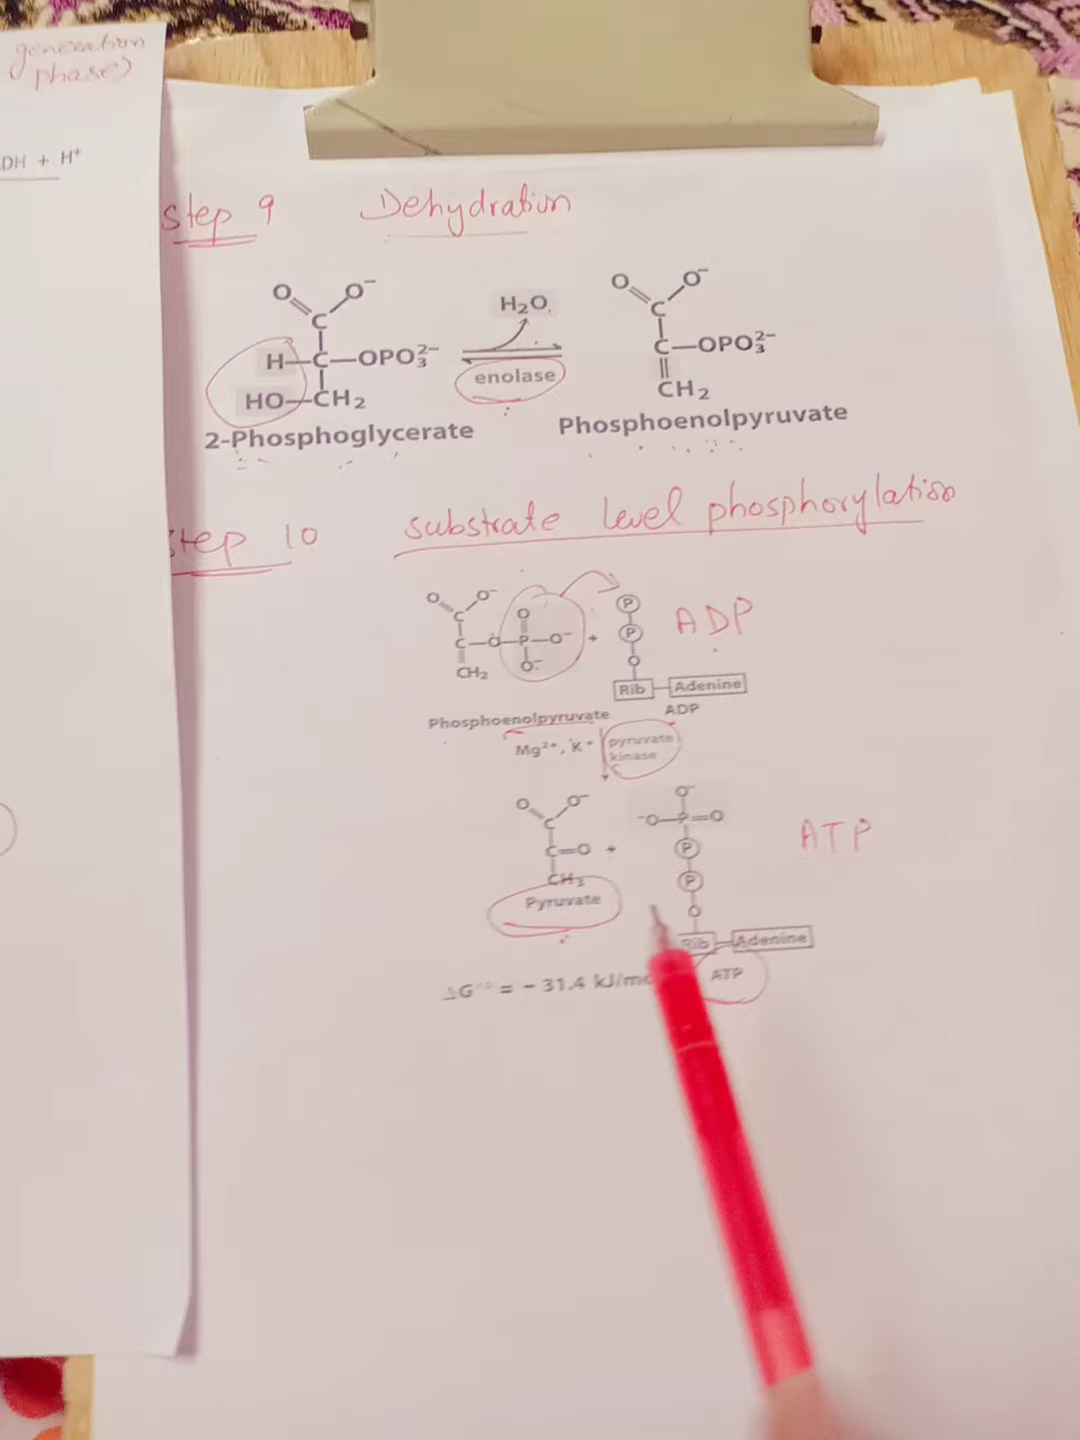 generation
phase)
DH + H⁺
Step 9 Dehydration
O O⁻
C
H—C—OPO₃²⁻
HO—CH₂
2-Phosphoglycerate
H₂O
enolase
O O⁻
C
C—OPO₃²⁻
CH₂
Phosphoenolpyruvate
Step 10 substrate level phosphorylation
O O⁻
C O
C—O—P—O⁻
CH₂ O⁻
Phosphoenolpyruvate
+
P
P
O
Rib Adenine
ADP
ADP
Mg²⁺, K⁺ pyruvate
kinase
O O⁻
C
C=O
CH₃
Pyruvate
+
O⁻
⁻O—P=O
P
P
O
Rib Adenine
ATP
ATP
ΔG = − 31.4 kJ/mo